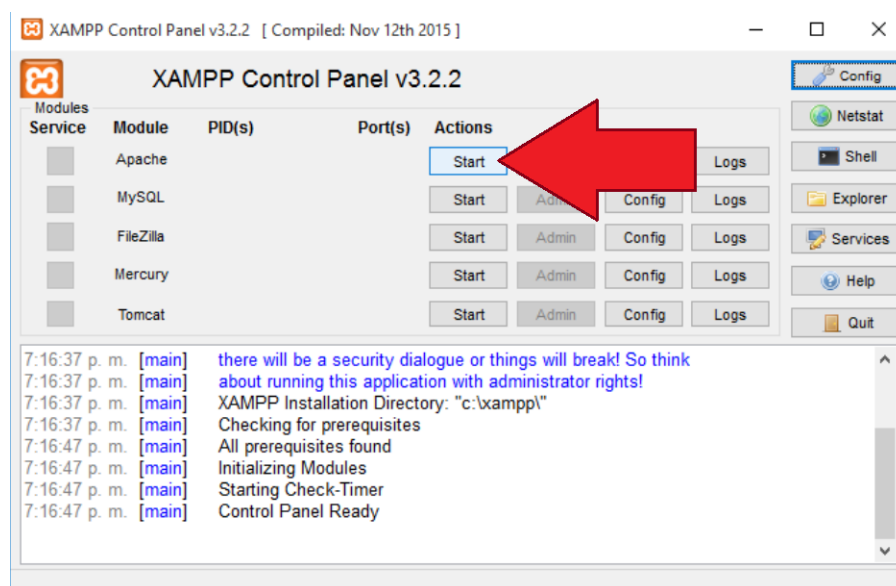 XAMPP Control Panel v3.2.2 [ Compiled: Nov 12th 2015 ]
XAMPP Control Panel v3.2.2
Config
Modules
Service Module PID(s) Port(s) Actions
Netstat
Apache Start Logs
Shell
MySQL Start Config Logs
Explorer
FileZilla Start Admin Config Logs
Services
Mercury Start Admin Config Logs
Help
Tomcat Start Admin Config Logs
Quit
7:16:37 p. m. [main] there will be a security dialogue or things will break! So think
7:16:37 p. m. [main] about running this application with administrator rights!
7:16:37 p. m. [main] XAMPP Installation Directory: "c:\xampp\"
7:16:37 p. m. [main] Checking for prerequisites
7:16:47 p. m. [main] All prerequisites found
7:16:47 p. m. [main] Initializing Modules
7:16:47 p. m. [main] Starting Check-Timer
7:16:47 p. m. [main] Control Panel Ready